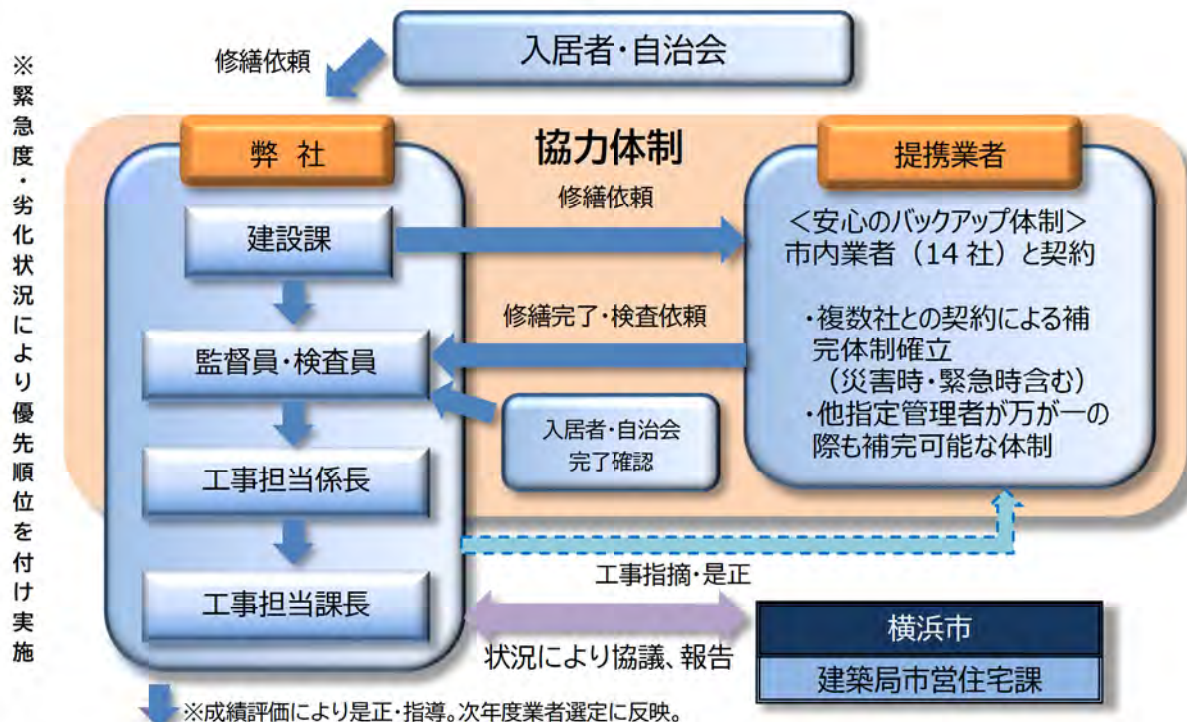 入居者・自治会
修繕依頼
※緊急度・劣化状況により優先順位を付け実施
協力体制
弊 社
提携業者
修繕依頼
建設課
＜安心のバックアップ体制＞
市内業者（14 社）と契約
・複数社との契約による補
完体制確立
（災害時・緊急時含む）
・他指定管理者が万が一の
際も補完可能な体制
修繕完了・検査依頼
監督員・検査員
入居者・自治会
完了確認
工事担当係長
工事指摘・是正
工事担当課長
横浜市
建築局市営住宅課
状況により協議、報告
※成績評価により是正・指導。次年度業者選定に反映。